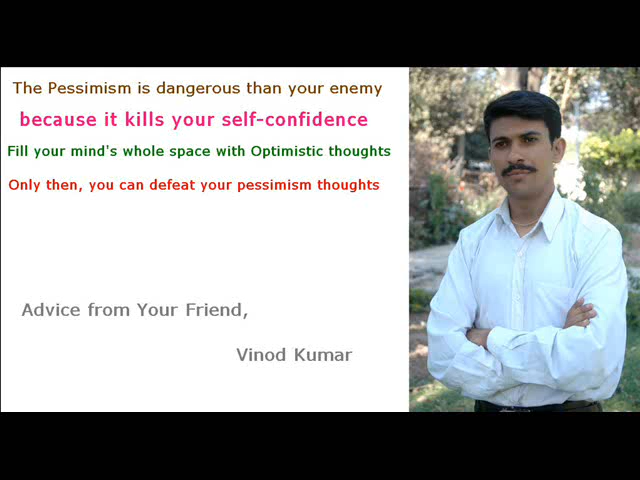 The Pessimism is dangerous than your enemy
because it kills your self-confidence
Fill your mind's whole space with Optimistic thoughts
Only then, you can defeat your pessimism thoughts
Advice from Your Friend,
Vinod Kumar